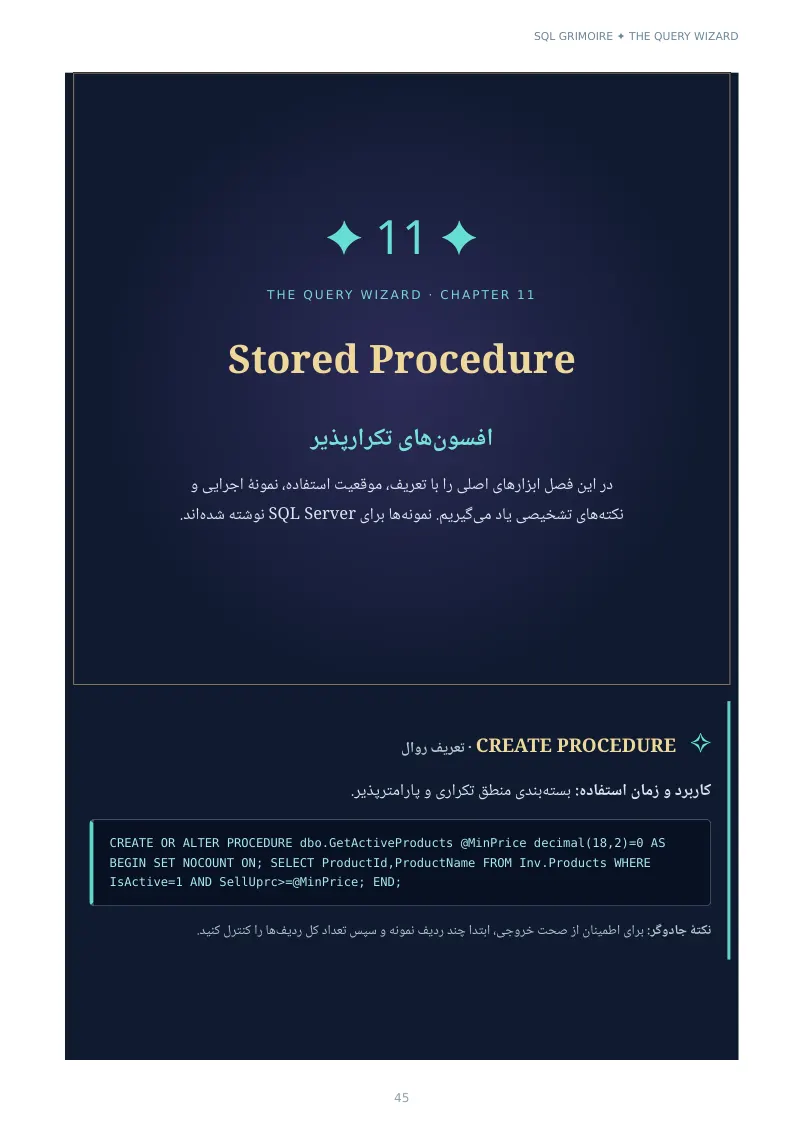 SQL GRIMOIRE ✦ THE QUERY WIZARD
✦ 11 ✦
THE QUERY WIZARD · CHAPTER 11
Stored Procedure
افسون‌های تکرارپذیر
در این فصل ابزارهای اصلی را با تعریف، موقعیت استفاده، نمونهٔ اجرایی و
نکته‌های تشخیصی یاد می‌گیریم. نمونه‌ها برای SQL Server نوشته شده‌اند.
✧ CREATE PROCEDURE · تعریف روال
کاربرد و زمان استفاده: بسته‌بندی منطق تکراری و پارامترپذیر.
CREATE OR ALTER PROCEDURE dbo.GetActiveProducts @MinPrice decimal(18,2)=0 AS
BEGIN SET NOCOUNT ON; SELECT ProductId,ProductName FROM Inv.Products WHERE
IsActive=1 AND SellUprc>=@MinPrice; END;
نکتهٔ جادوگر: برای اطمینان از صحت خروجی، ابتدا چند ردیف نمونه و سپس تعداد کل ردیف‌ها را کنترل کنید.
45